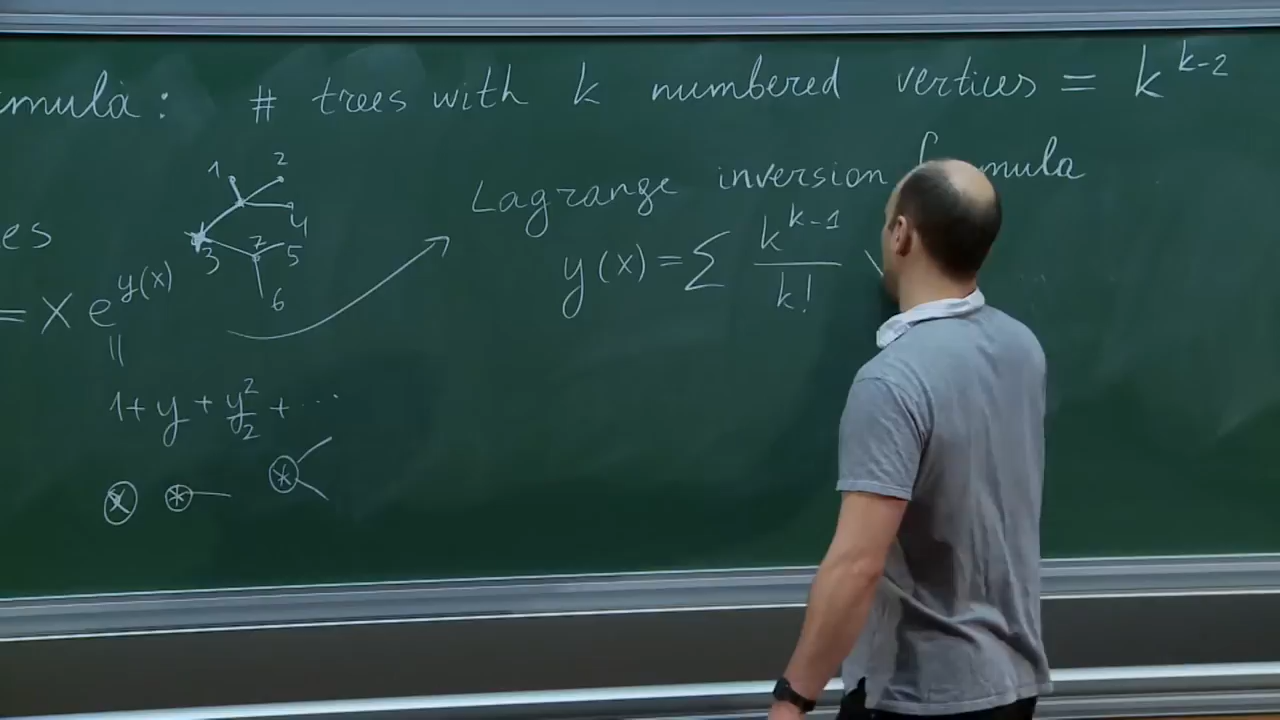 mula: # trees with k numbered vertices = k^{k-2}
Lagrange inversion f mula
es
1 2 4 3 7 5 6
y(x) = Σ k^{k-1}/k!
= x e^{y(x)}
||
1 + y + y²/2 + ...